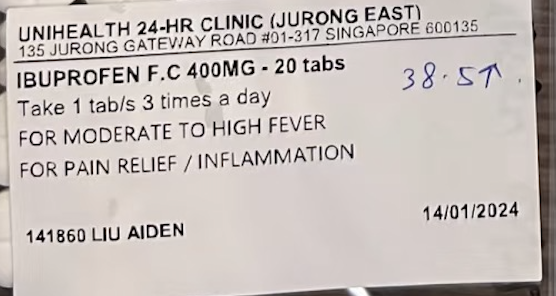 UNIHEALTH 24-HR CLINIC (JURONG EAST)
135 JURONG GATEWAY ROAD #01-317 SINGAPORE 600135
IBUPROFEN F.C 400MG - 20 tabs
38.5↑.
Take 1 tab/s 3 times a day
FOR MODERATE TO HIGH FEVER
FOR PAIN RELIEF / INFLAMMATION
141860 LIU AIDEN
14/01/2024